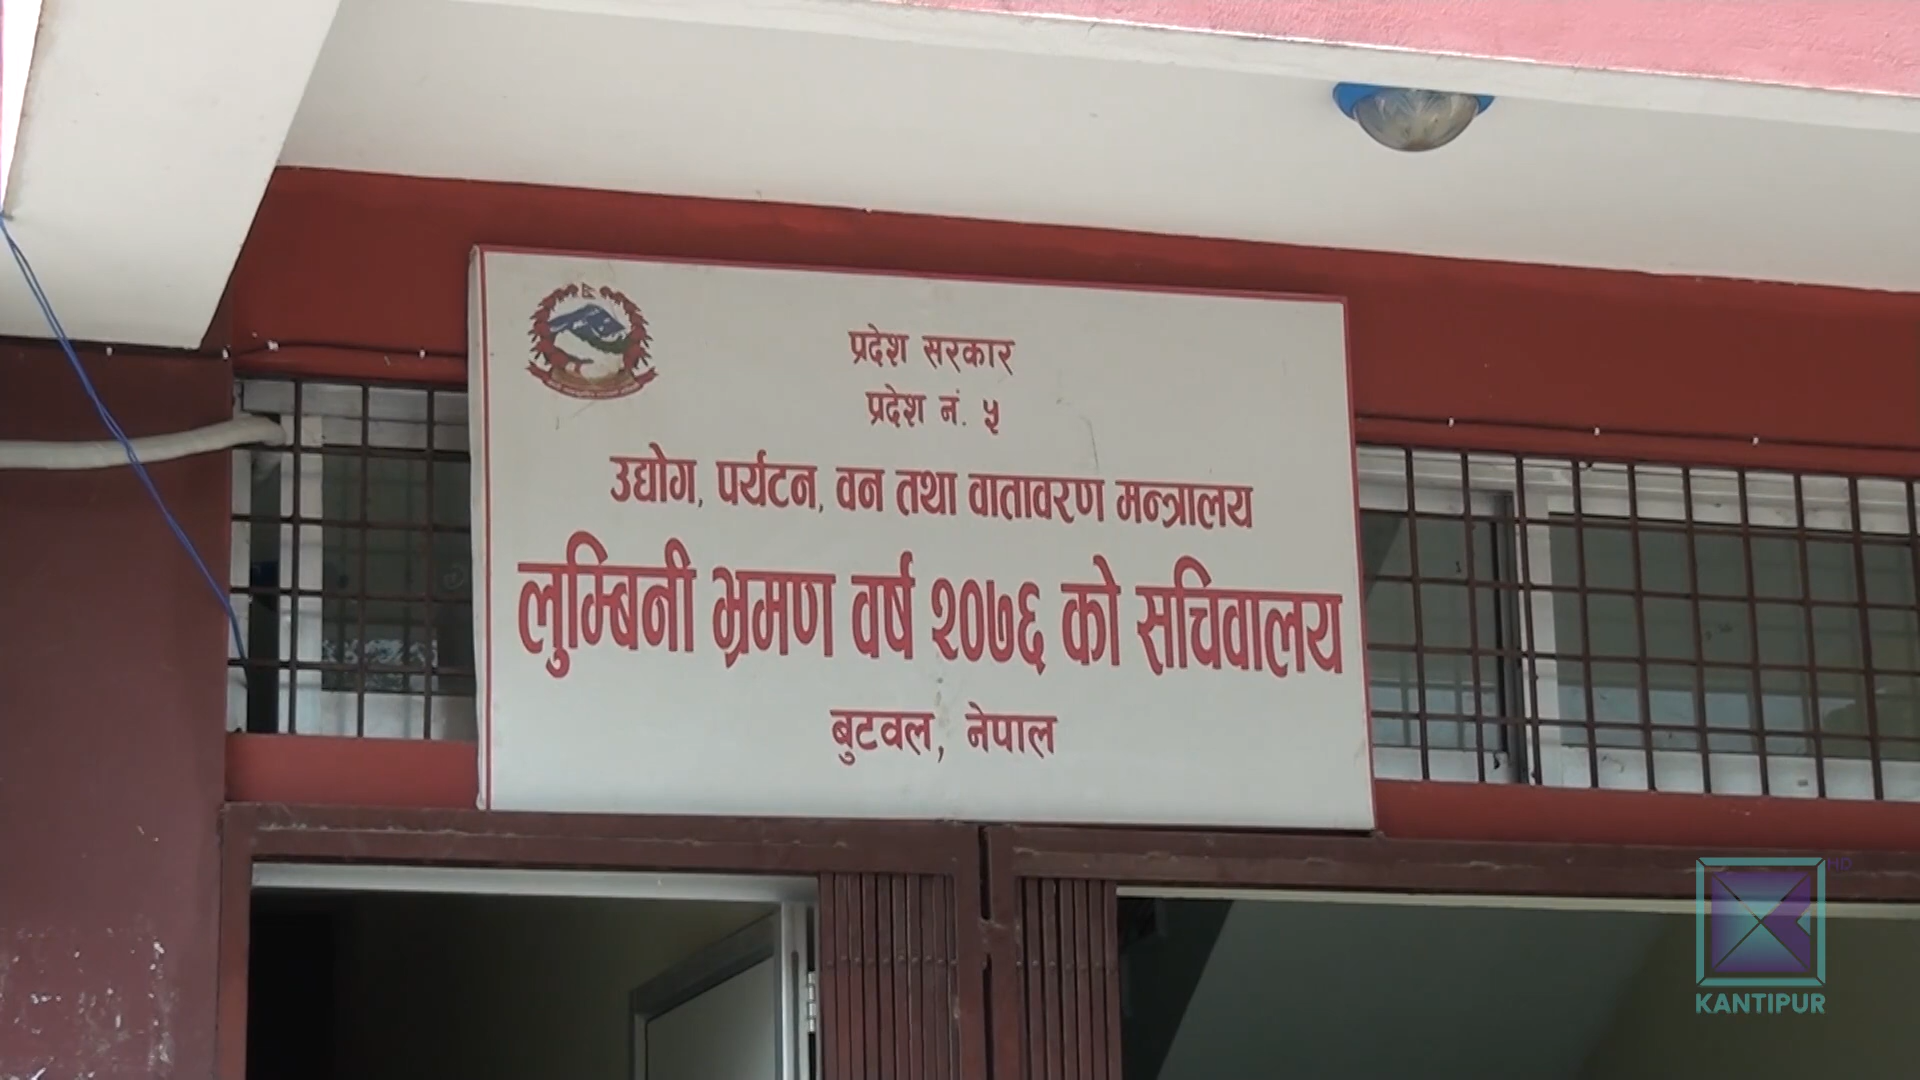 प्रदेश सरकार
प्रदेश नं. ५
उद्योग, पर्यटन, वन तथा वातावरण मन्त्रालय
लुम्बिनी भ्रमण वर्ष २०७६ को सचिवालय
बुटवल, नेपाल
HD
KANTIPUR